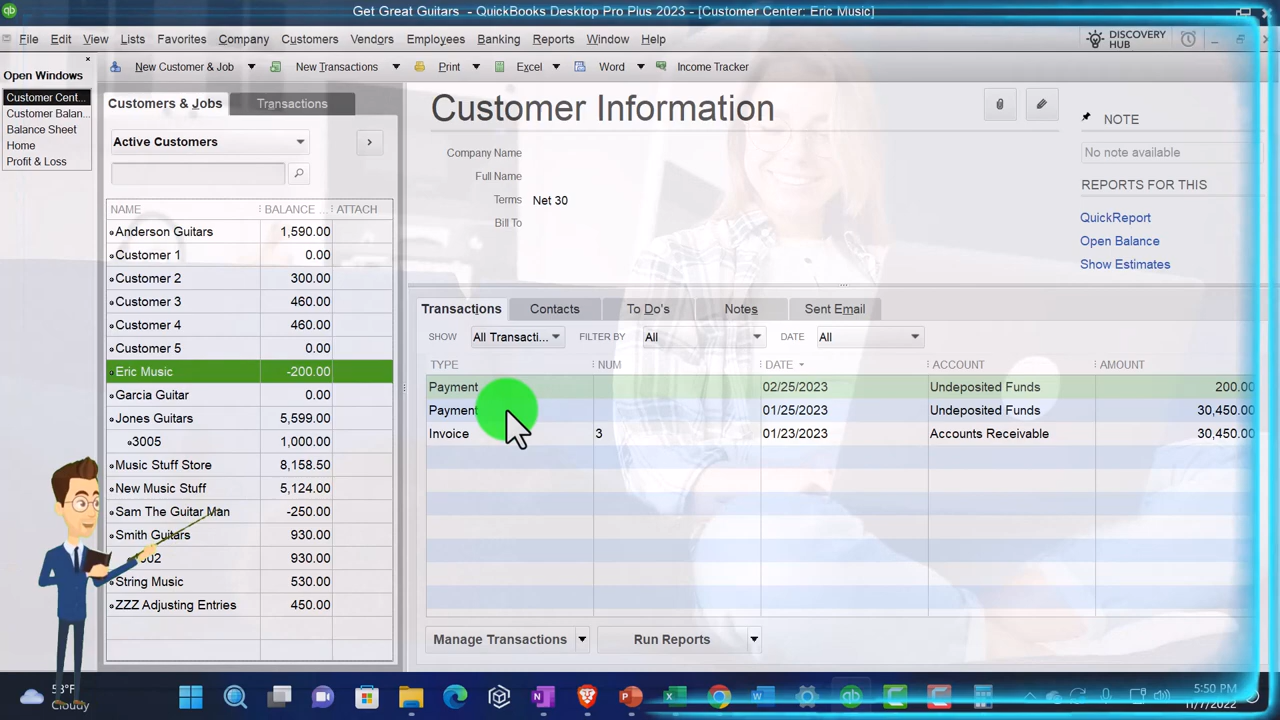 Get Great Guitars - QuickBooks Desktop Pro Plus 2023 - [Customer Center: Eric Music]
File Edit View Lists Favorites Company Customers Vendors Employees Banking Reports Window Help
DISCOVERY HUB
Open Windows
Customer Cent...
Customer Balan...
Balance Sheet
Home
Profit & Loss
New Customer & Job New Transactions Print Excel Word Income Tracker
Customers & Jobs Transactions
Active Customers
NAME BALANCE ... ATTACH
Anderson Guitars 1,590.00
Customer 1 0.00
Customer 2 300.00
Customer 3 460.00
Customer 4 460.00
Customer 5 0.00
Eric Music -200.00
Garcia Guitar 0.00
Jones Guitars 5,599.00
3005 1,000.00
Music Stuff Store 8,158.50
New Music Stuff 5,124.00
Sam The Guitar Man -250.00
Smith Guitars 930.00
02 930.00
String Music 530.00
ZZZ Adjusting Entries 450.00
Customer Information
Company Name
Full Name
Terms Net 30
Bill To
NOTE
No note available
REPORTS FOR THIS
QuickReport
Open Balance
Show Estimates
Transactions Contacts To Do's Notes Sent Email
SHOW All Transacti... FILTER BY All DATE All
TYPE NUM DATE ACCOUNT AMOUNT
Payment 02/25/2023 Undeposited Funds 200.00
Payment 01/25/2023 Undeposited Funds 30,450.00
Invoice 3 01/23/2023 Accounts Receivable 30,450.00
Manage Transactions Run Reports
53°F
Cloudy
5:50 PM
11/7/2022